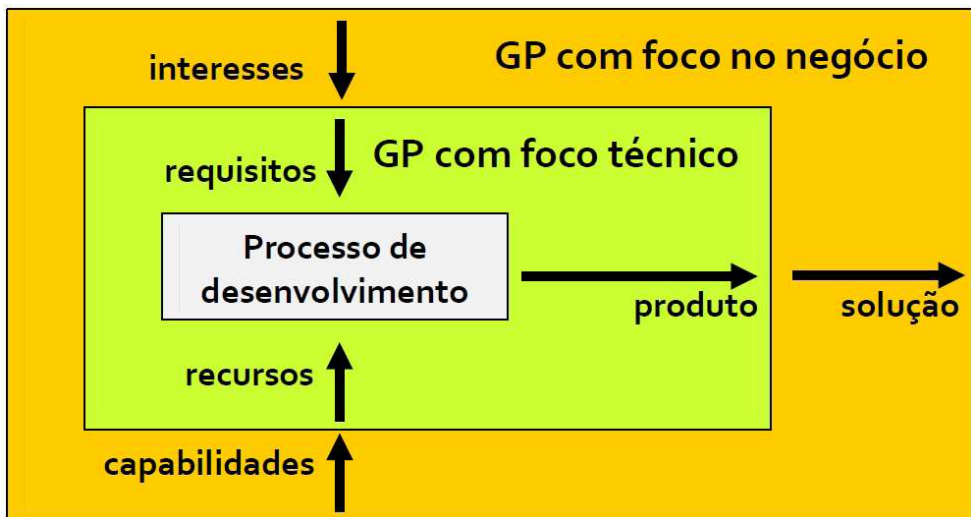 GP com foco no negócio
interesses
GP com foco técnico
requisitos
Processo de
desenvolvimento
produto
solução
recursos
capabilidades